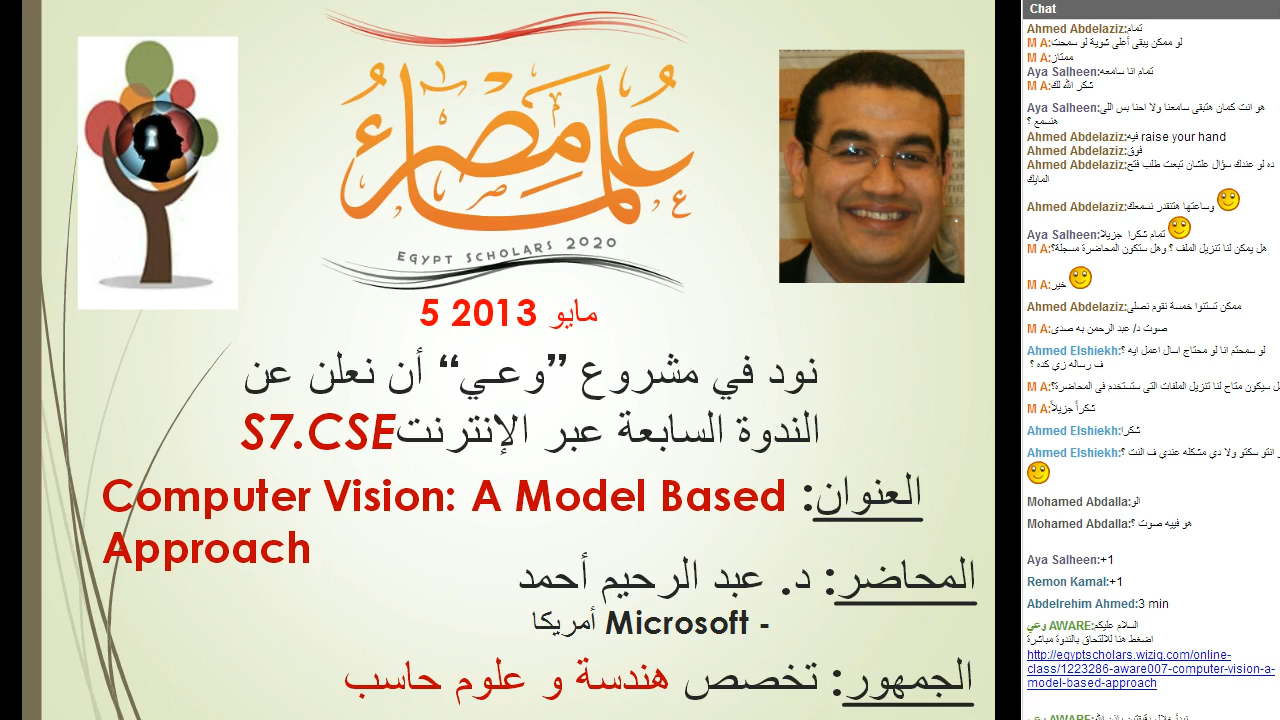 علماء مصر
EGYPT SCHOLARS 2020
5 مايو 2013
نود في مشروع “وعي” أن نعلن عن
الندوة السابعة عبر الإنترنت S7.CSE
العنوان: Computer Vision: A Model Based
Approach
المحاضر: د. عبد الرحيم أحمد
- Microsoft أمريكا
الجمهور: تخصص هندسة و علوم حاسب
Chat
Ahmed Abdelaziz:تمام
M A:لو ممكن يبقى أعلى شوية لو سمحت
M A:ممتاز
Aya Salheen:تمام انا سامعه
M A:شكر الله لك
Aya Salheen:هو انت كمان هتبقى سامعنا ولا احنا بس اللى
هنسمع ؟
Ahmed Abdelaziz:فيه raise your hand
Ahmed Abdelaziz:فوق
Ahmed Abdelaziz:ده لو عندك سؤال علشان تبعت طلب فتح
المايك
Ahmed Abdelaziz:وساعتها هتنقدر نسمعك
Aya Salheen:تمام شكرا جزيلا
M A:هل يمكن لنا تنزيل الملف ؟ وهل ستكون المحاضرة مسجلة؟
M A:خير
Ahmed Abdelaziz:ممكن تستنوا خمسة نقوم نصلى
M A:صوت د/ عبد الرحمن به صدى
Ahmed Elshiekh:لو سمحتم انا لو محتاج اسال اعمل ايه ؟
ف رساله زي كده ؟
M A:سيكون متاح لنا تنزيل الملفات التى ستستخدم فى المحاضرة؟
M A:شكراً جزيلاً
Ahmed Elshiekh:شكرا
Ahmed Elshiekh:انتو سكتو ولا دي مشكله عندي ف النت ؟
Mohamed Abdalla:الو
Mohamed Abdalla:هو فييه صوت ؟
Aya Salheen:+1
Remon Kamal:+1
Abdelrehim Ahmed:3 min
وعي AWARE:السلام عليكم
اضغط هنا للالتحاق بالندوة مباشرة
http://egyptscholars.wiziq.com/online-
class/1223286-aware007-computer-vision-a-
model-based-approach